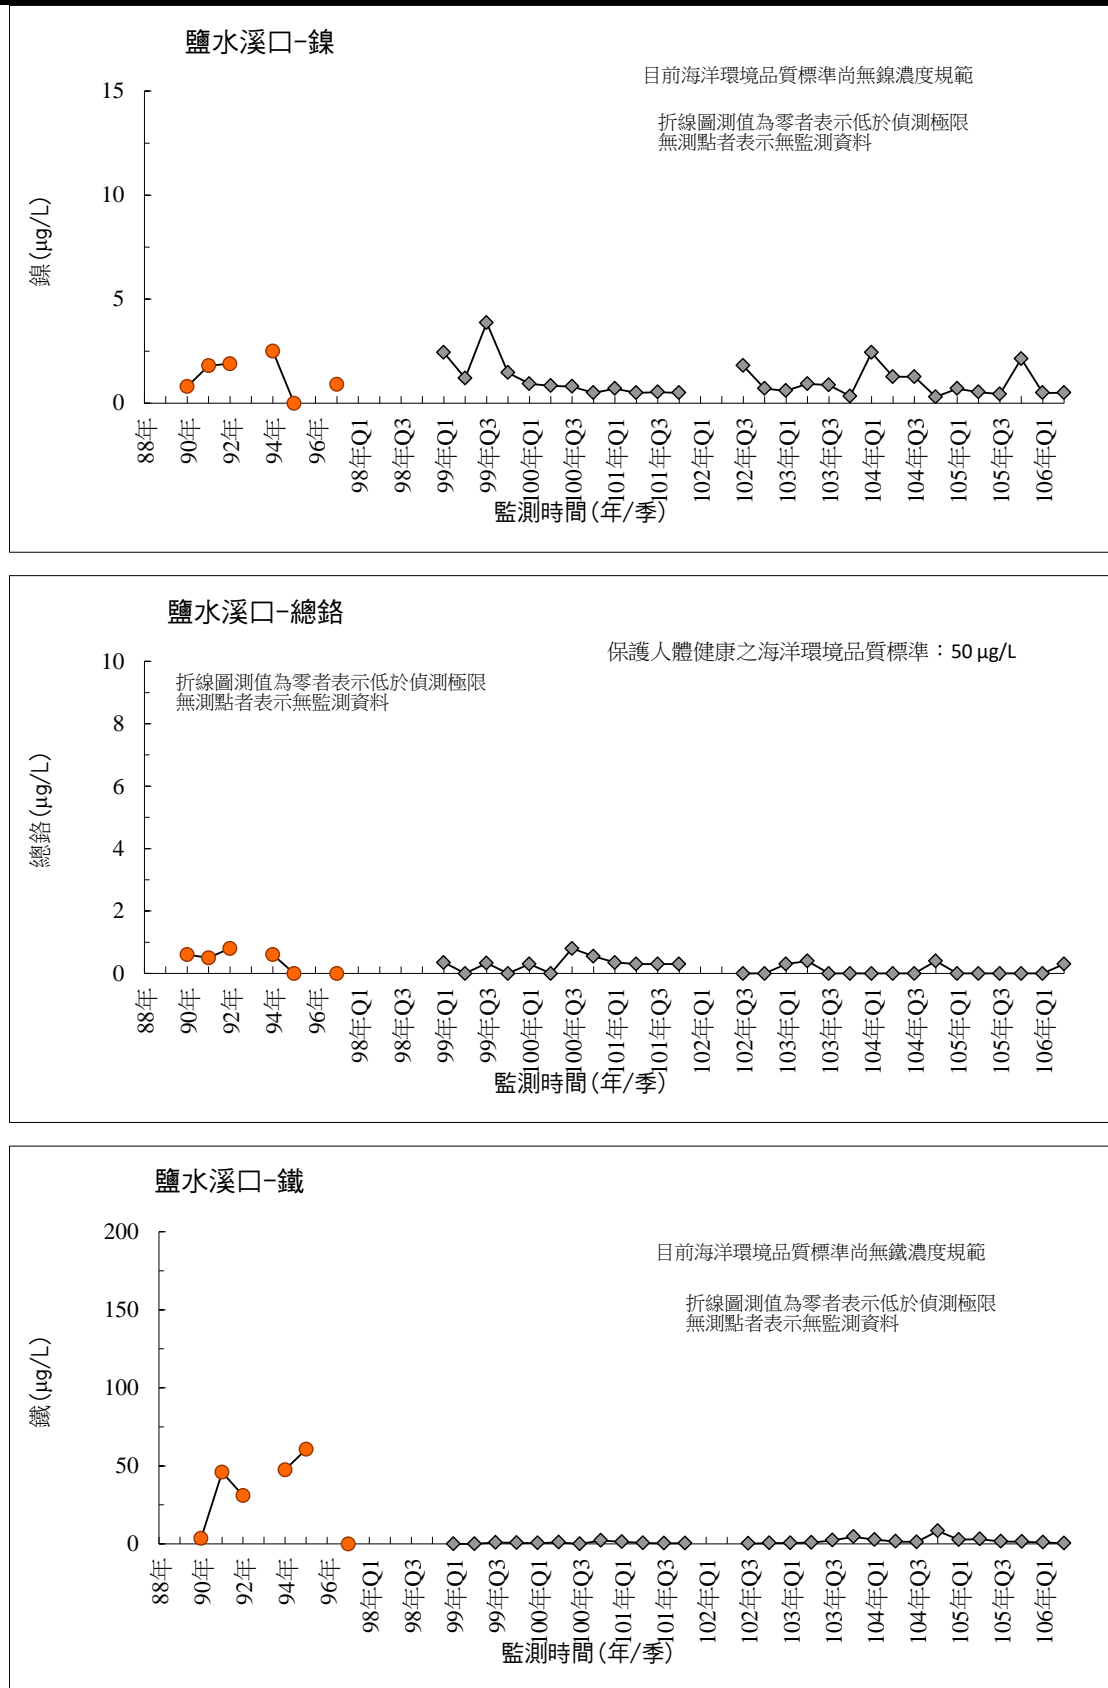 鹽水溪口-鎳
目前海洋環境品質標準尚無鎳濃度規範
折線圖測值為零者表示低於偵測極限
無測點者表示無監測資料
鎳(μg/L)
15
10
5
0
88年
90年
92年
94年
96年
98年Q1
98年Q3
99年Q1
99年Q3
100年Q1
100年Q3
101年Q1
101年Q3
102年Q1
102年Q3
103年Q1
103年Q3
104年Q1
104年Q3
105年Q1
105年Q3
106年Q1
監測時間(年/季)
鹽水溪口-總鉻
保護人體健康之海洋環境品質標準：50 μg/L
折線圖測值為零者表示低於偵測極限
無測點者表示無監測資料
總鉻(μg/L)
10
8
6
4
2
0
88年
90年
92年
94年
96年
98年Q1
98年Q3
99年Q1
99年Q3
100年Q1
100年Q3
101年Q1
101年Q3
102年Q1
102年Q3
103年Q1
103年Q3
104年Q1
104年Q3
105年Q1
105年Q3
106年Q1
監測時間(年/季)
鹽水溪口-鐵
目前海洋環境品質標準尚無鐵濃度規範
折線圖測值為零者表示低於偵測極限
無測點者表示無監測資料
鐵(μg/L)
200
150
100
50
0
88年
90年
92年
94年
96年
98年Q1
98年Q3
99年Q1
99年Q3
100年Q1
100年Q3
101年Q1
101年Q3
102年Q1
102年Q3
103年Q1
103年Q3
104年Q1
104年Q3
105年Q1
105年Q3
106年Q1
監測時間(年/季)